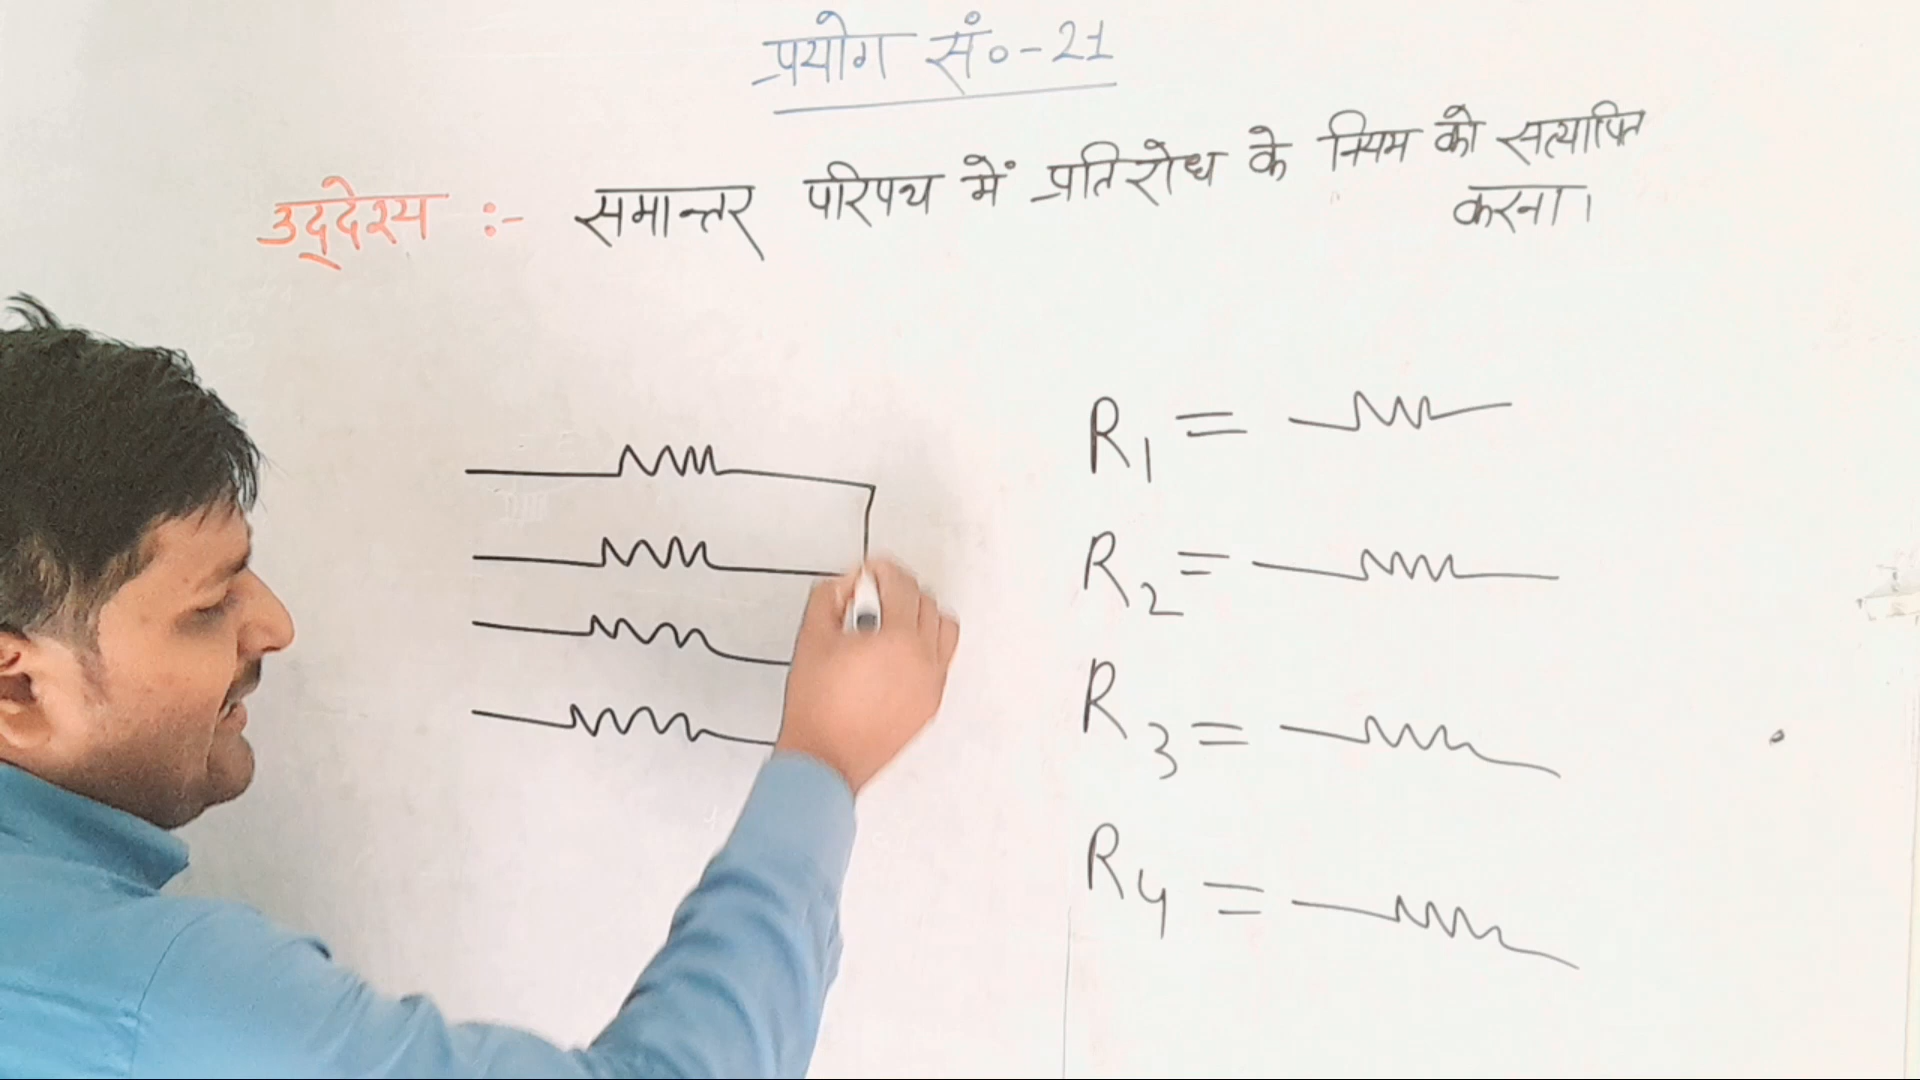 प्रयोग सं०-21
उद्देश्य :- समान्तर परिपथ में प्रतिरोध के नियम को सत्यापित
करना।
R1 =
R2 =
R3 =
R4 =